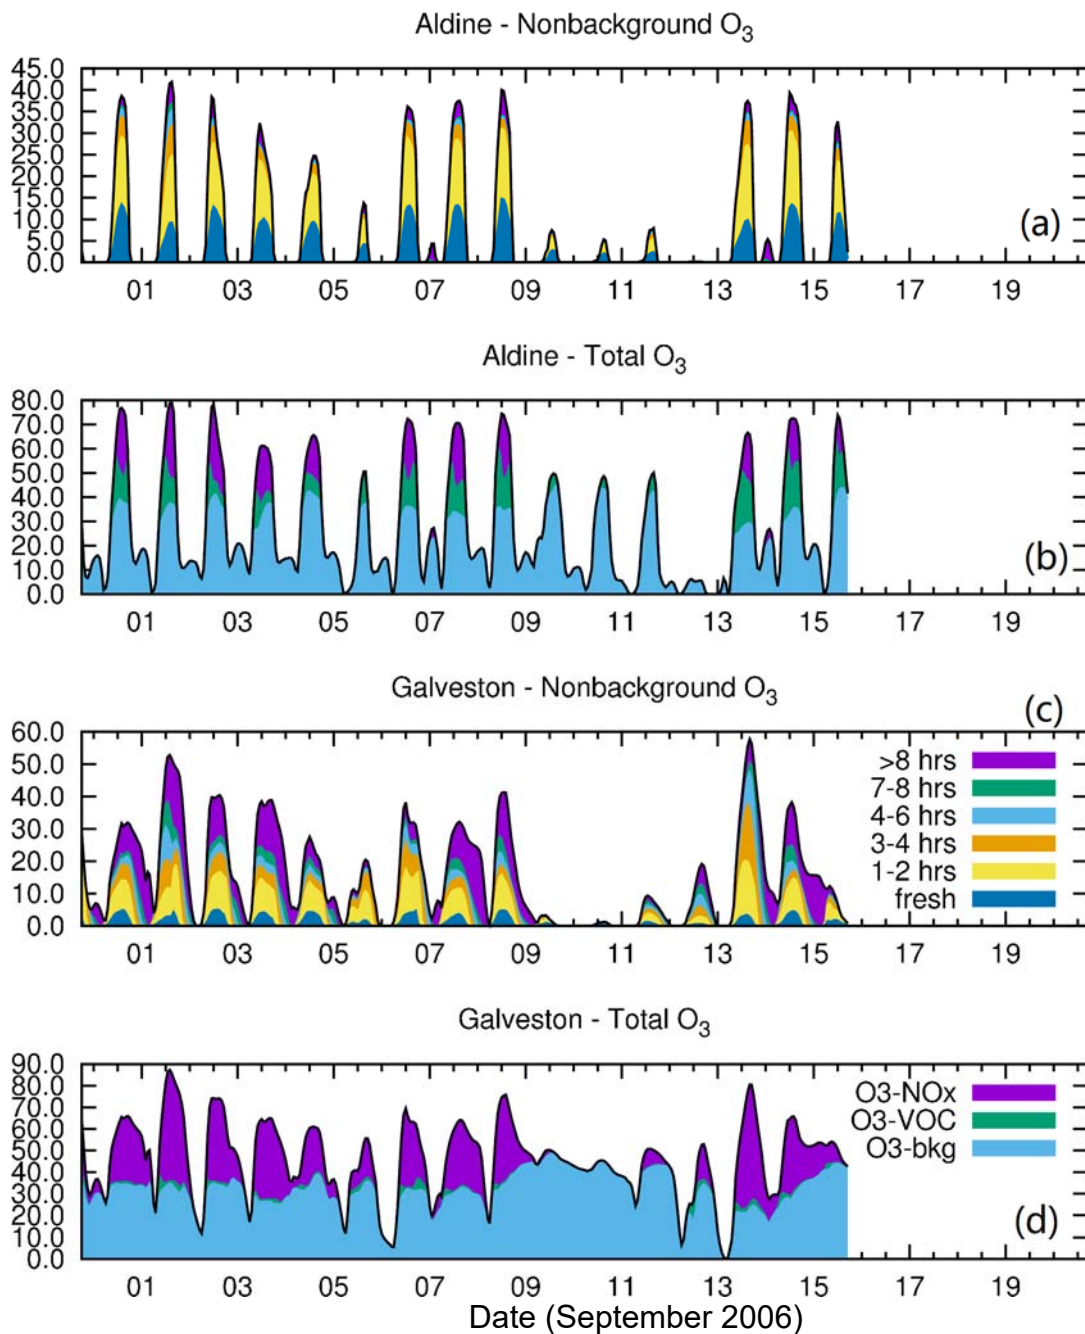 Aldine - Nonbackground O3
45.0
40.0
35.0
30.0
25.0
20.0
15.0
10.0
5.0
0.0
(a)
01 03 05 07 09 11 13 15 17 19
Aldine - Total O3
80.0
70.0
60.0
50.0
40.0
30.0
20.0
10.0
0.0
(b)
01 03 05 07 09 11 13 15 17 19
Galveston - Nonbackground O3
(c)
60.0
50.0
40.0
30.0
20.0
10.0
0.0
>8 hrs
7-8 hrs
4-6 hrs
3-4 hrs
1-2 hrs
fresh
01 03 05 07 09 11 13 15 17 19
Galveston - Total O3
90.0
80.0
70.0
60.0
50.0
40.0
30.0
20.0
10.0
0.0
O3-NOx
O3-VOC
O3-bkg
(d)
01 03 05 07 09 11 13 15 17 19
Date (September 2006)